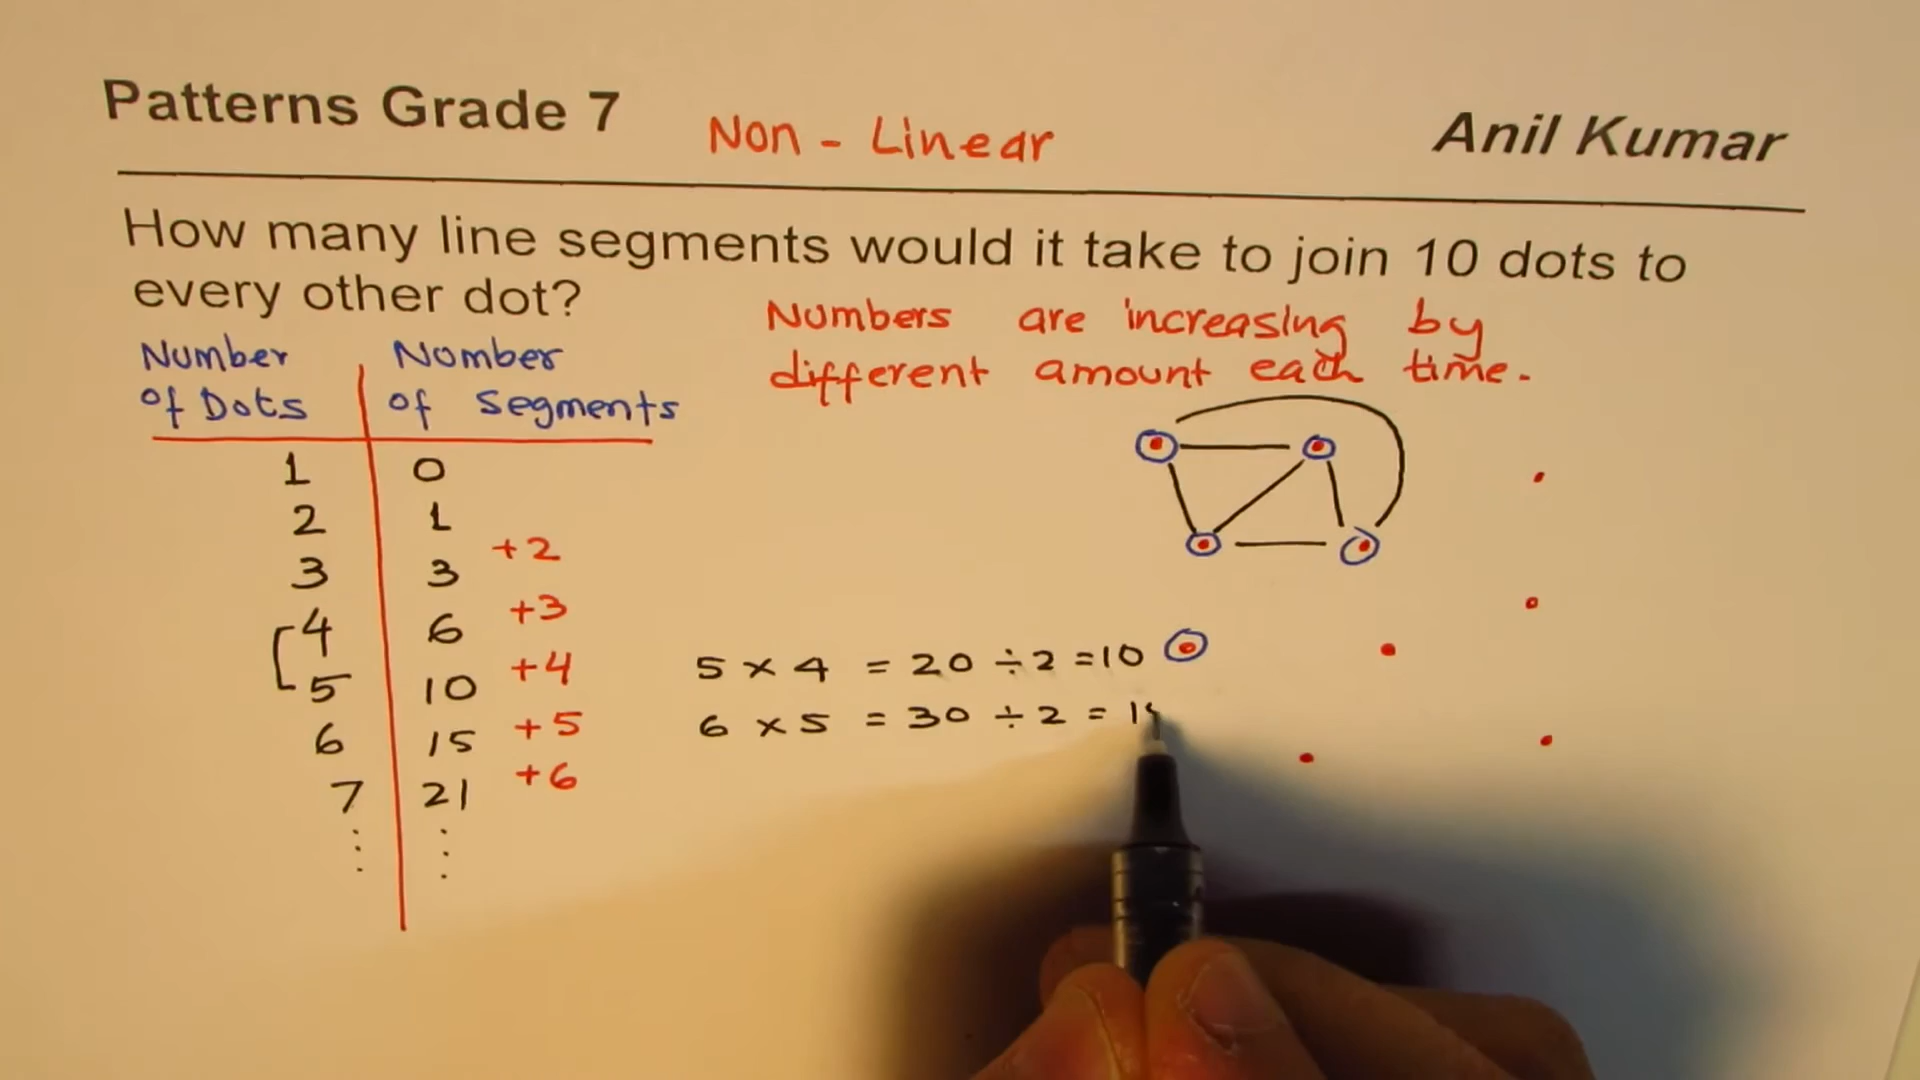 Patterns Grade 7
Non - Linear
Anil Kumar
How many line segments would it take to join 10 dots to
every other dot?
Numbers are increasing by
different amount each time.
Number of Dots | Number of Segments
1 0
2 1
+2
3 3
+3
4 6
+4
5 10
+5
6 15
+6
7 21
5 × 4 = 20 ÷ 2 = 10
6 × 5 = 30 ÷ 2 =